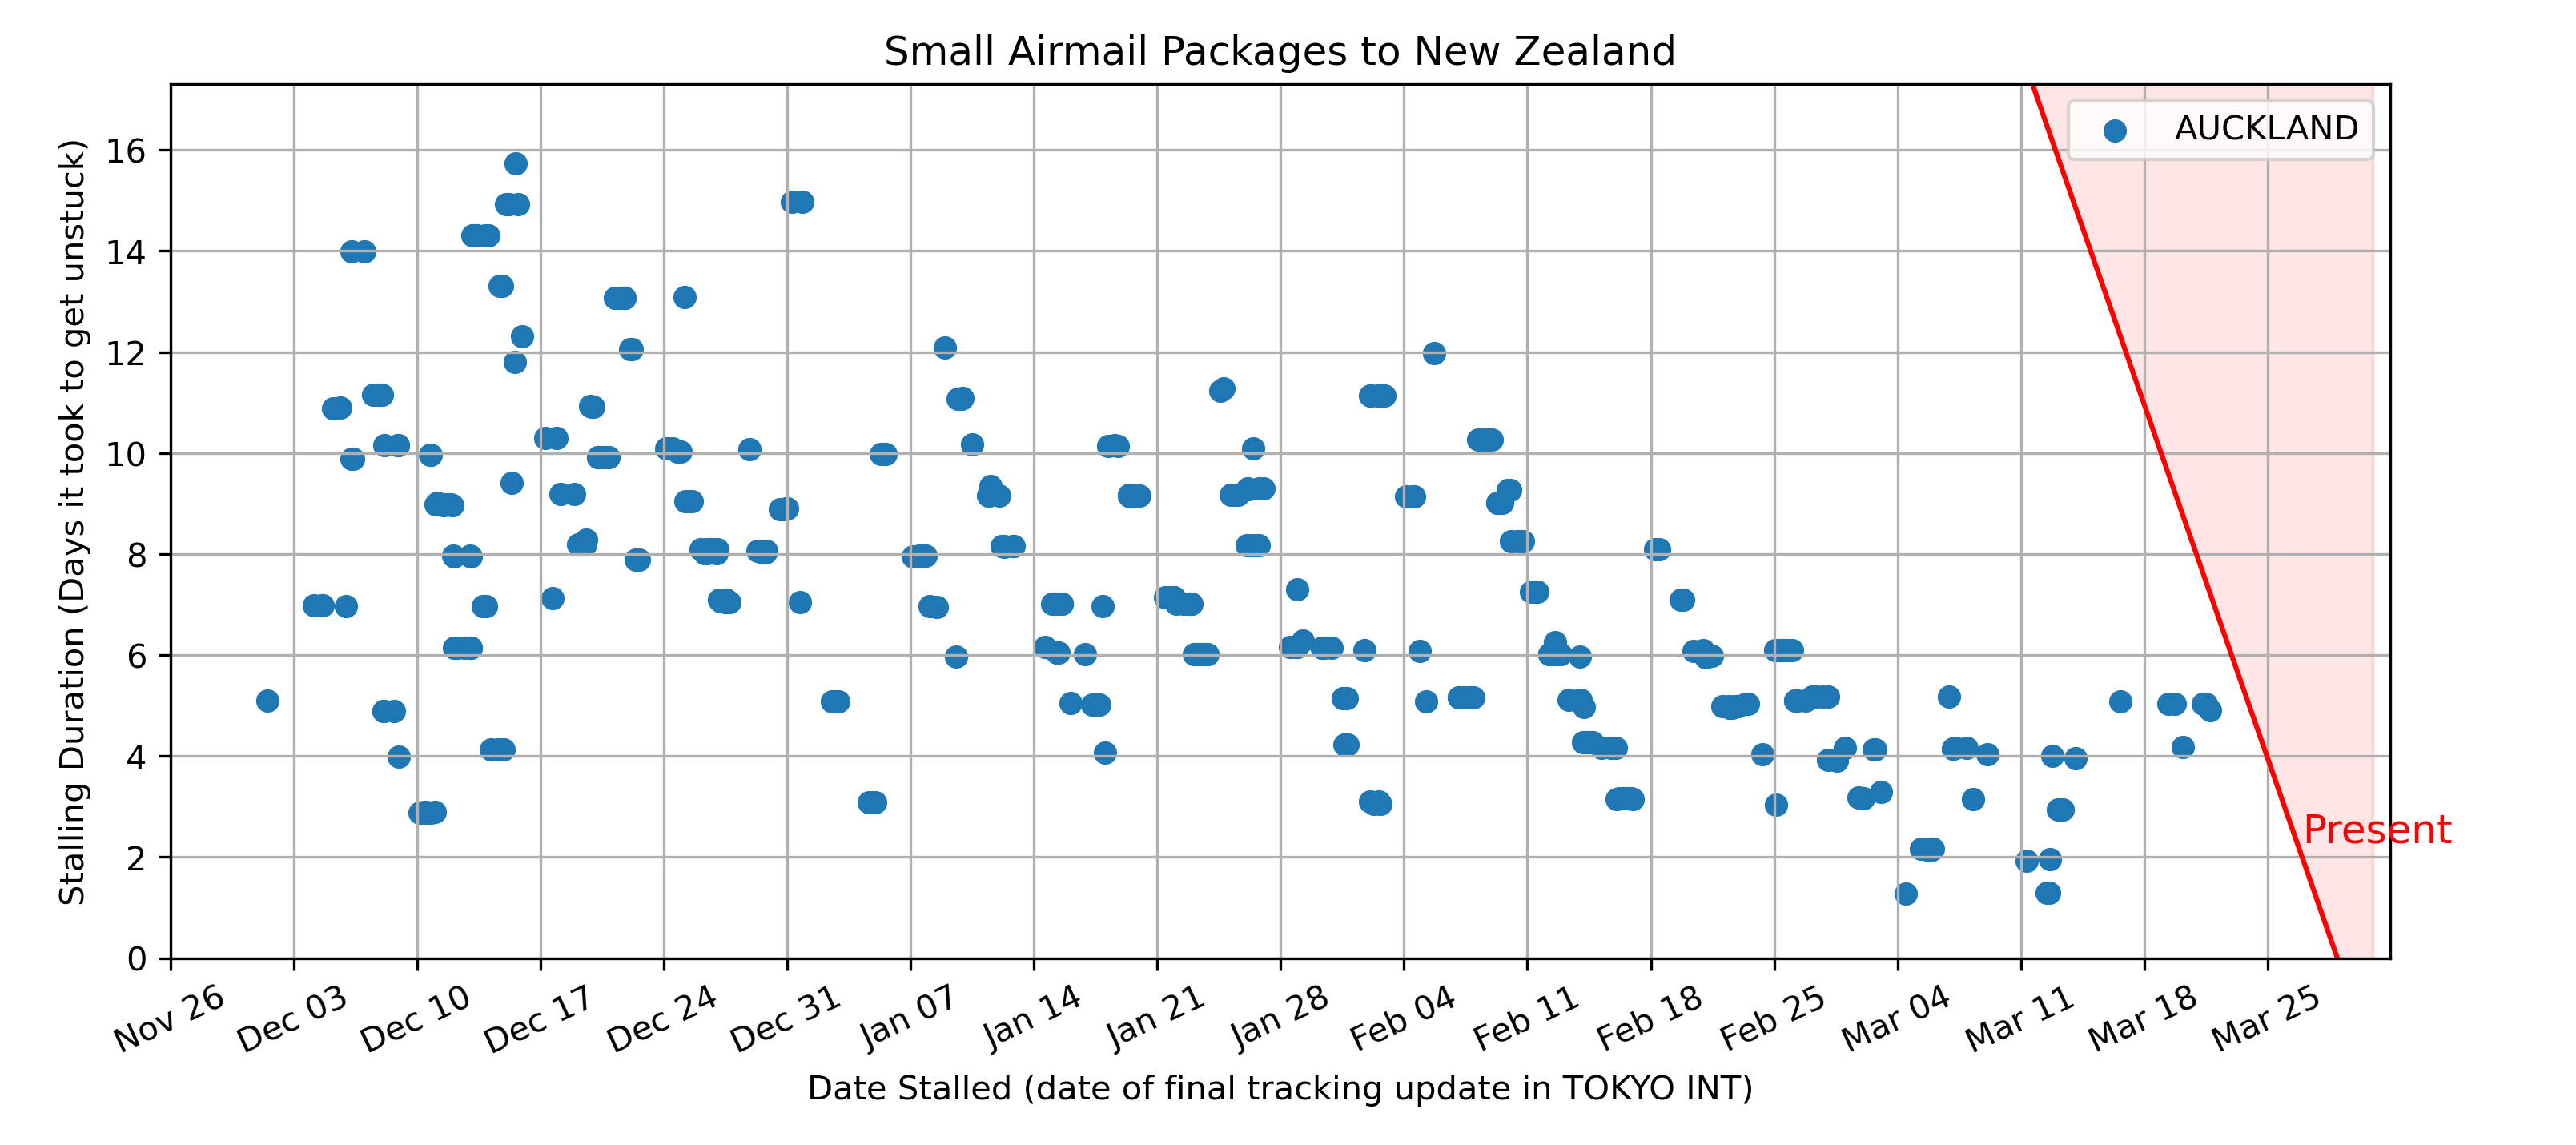 Small Airmail Packages to New Zealand
AUCKLAND
Stalling Duration (Days it took to get unstuck)
16
14
12
10
8
6
4
2
0
Present
Nov 26
Dec 03
Dec 10
Dec 17
Dec 24
Dec 31
Jan 07
Jan 14
Jan 21
Jan 28
Feb 04
Feb 11
Feb 18
Feb 25
Mar 04
Mar 11
Mar 18
Mar 25
Date Stalled (date of final tracking update in TOKYO INT)